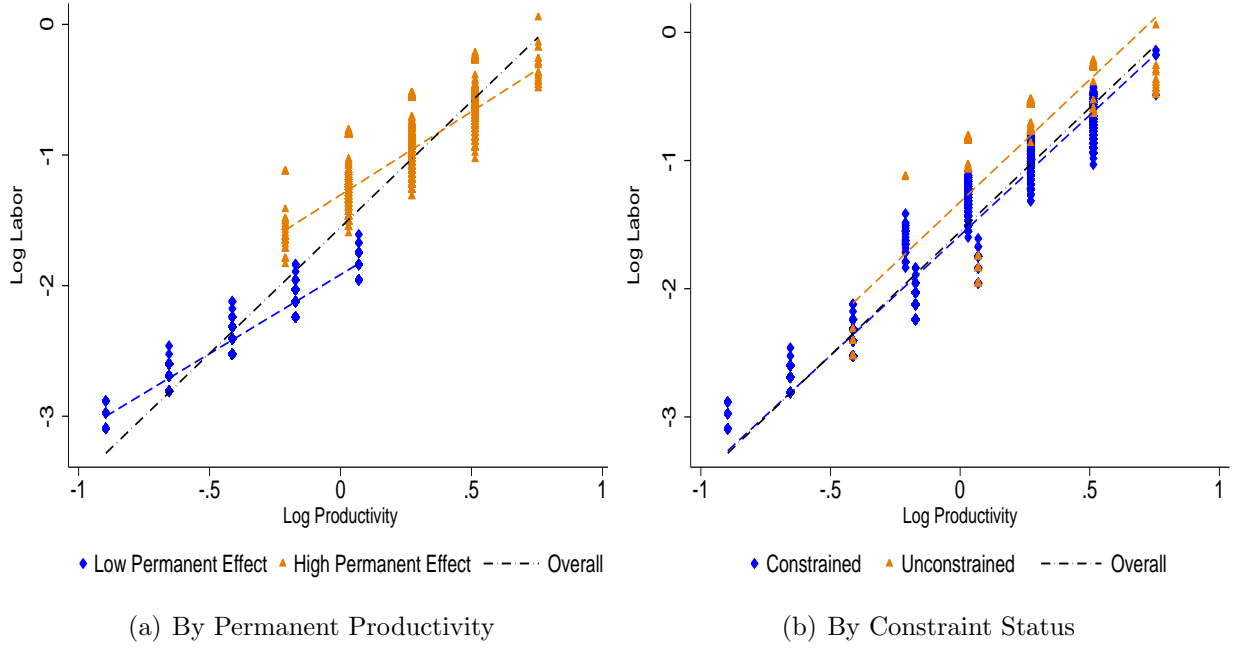 0
-1
-2
-3
Log Labor
-1
-.5
0
.5
1
Log Productivity
Low Permanent Effect
High Permanent Effect
Overall
(a) By Permanent Productivity
0
-1
-2
-3
Log Labor
-1
-.5
0
.5
1
Log Productivity
Constrained
Unconstrained
Overall
(b) By Constraint Status